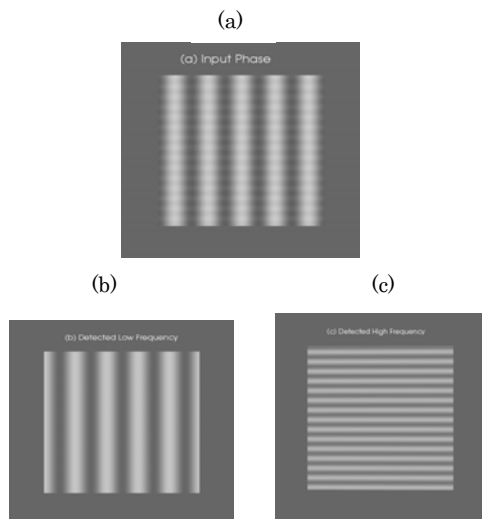 (a)
(a) Input Phase
(b)
(c)
(b) Detected Low Frequency
(c) Detected High Frequency